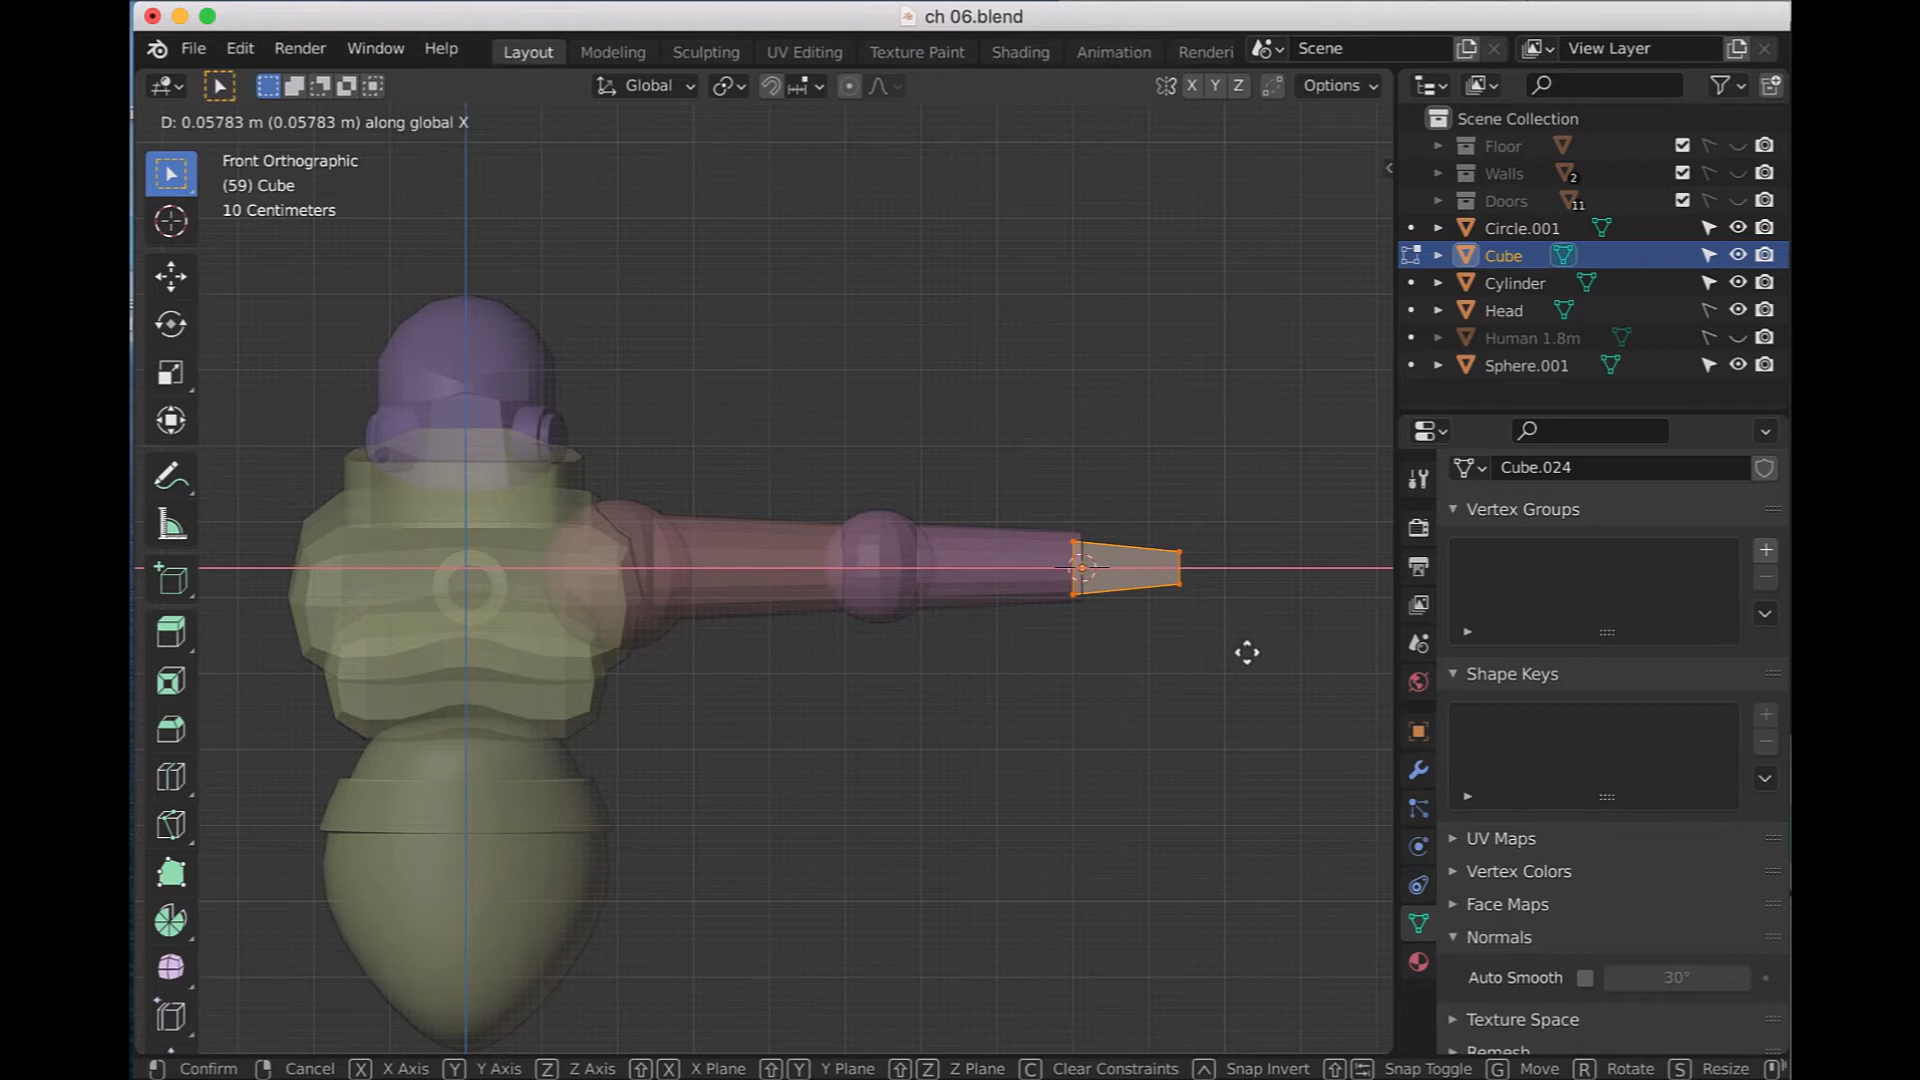 ch 06.blend
File Edit Render Window Help Layout Modeling Sculpting UV Editing Texture Paint Shading Animation Renderi Scene View Layer
Global X Y Z Options
D: 0.05783 m (0.05783 m) along global X
Front Orthographic
(59) Cube
10 Centimeters
Scene Collection
Floor
Walls 2
Doors 11
Circle.001
Cube
Cylinder
Head
Human 1.8m
Sphere.001
Cube.024
Vertex Groups
Shape Keys
UV Maps
Vertex Colors
Face Maps
Normals
Auto Smooth 30°
Texture Space
Remesh
Confirm Cancel X X Axis Y Y Axis Z Z Axis X X Plane Y Y Plane Z Z Plane C Clear Constraints Snap Invert Snap Toggle G Move R Rotate S Resize